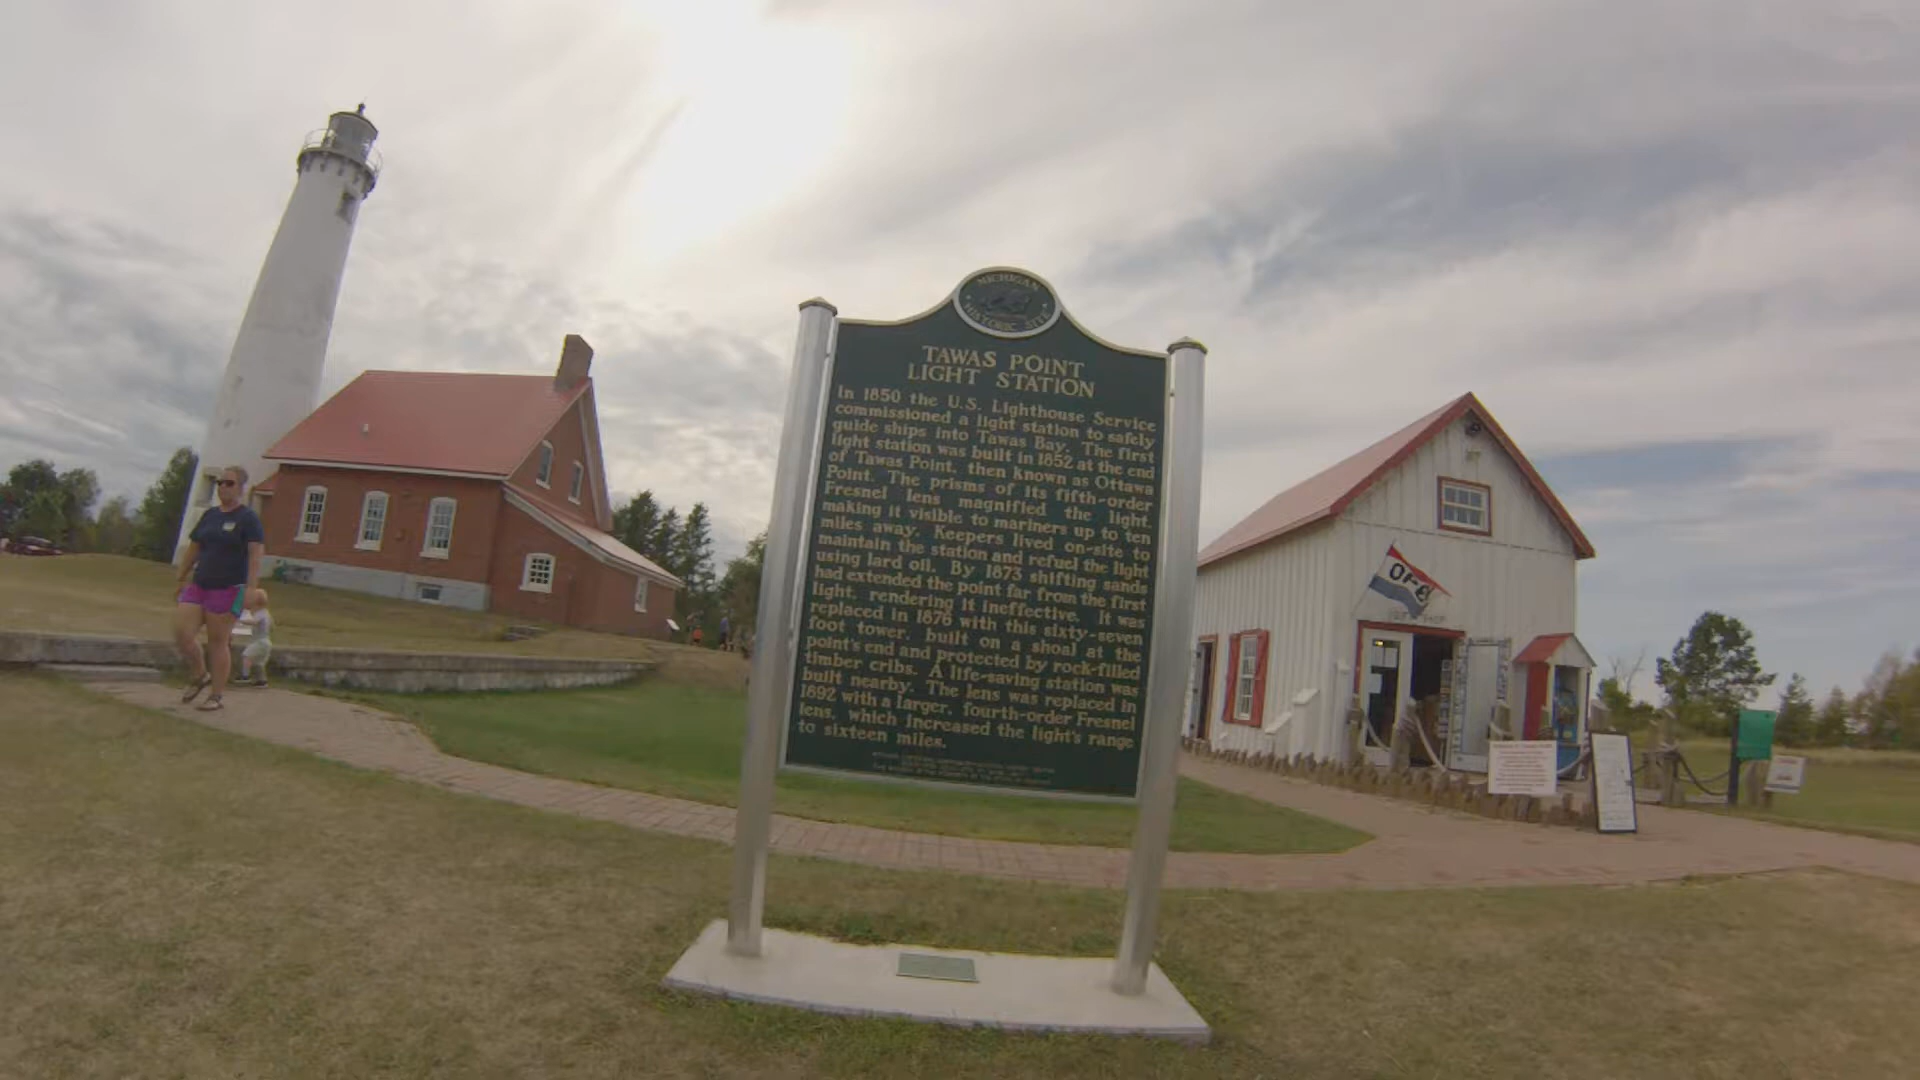 MICHIGAN
HISTORIC SITE
TAWAS POINT
LIGHT STATION
In 1850 the U.S. Lighthouse Service
commissioned a light station to safely
guide ships into Tawas Bay. The first
light station was built in 1852 at the end
of Tawas Point, then known as Ottawa
Point. The prisms of its fifth-order
Fresnel lens magnified the light,
making it visible to mariners up to ten
miles away. Keepers lived on-site to
maintain the station and refuel the light
using lard oil. By 1873 shifting sands
had extended the point far from the first
light, rendering it ineffective. It was
replaced in 1876 with this sixty-seven
foot tower, built on a shoal at the
point's end and protected by rock-filled
timber cribs. A life-saving station was
built nearby. The lens was replaced in
1892 with a larger, fourth-order Fresnel
lens, which increased the light's range
to sixteen miles.